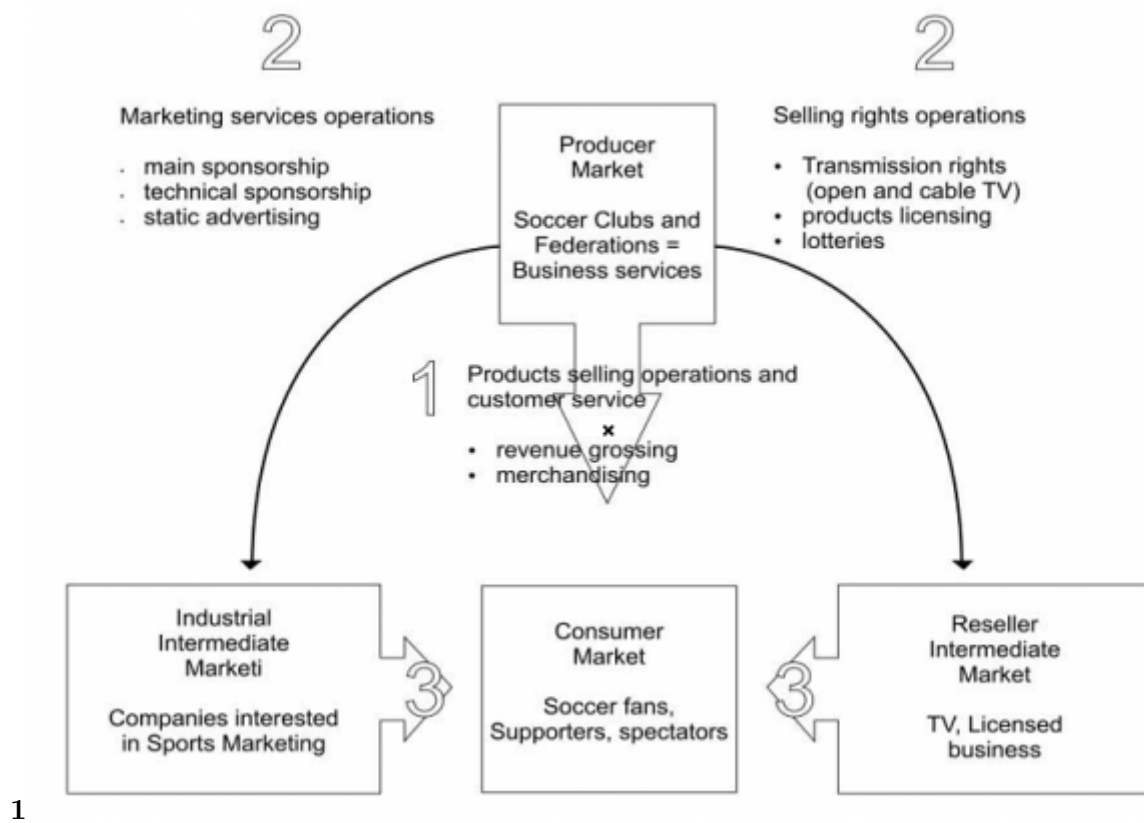 2
Marketing services operations
. main sponsorship
. technical sponsorship
. static advertising
2
Selling rights operations
• Transmission rights
(open and cable TV)
• products licensing
• lotteries
Producer
Market
Soccer Clubs and
Federations =
Business services
1
Products selling operations and
customer service
×
• revenue grossing
• merchandising
Industrial
Intermediate
Marketi
Companies interested
in Sports Marketing
3
Consumer
Market
Soccer fans,
Supporters, spectators
3
Reseller
Intermediate
Market
TV, Licensed
business
1